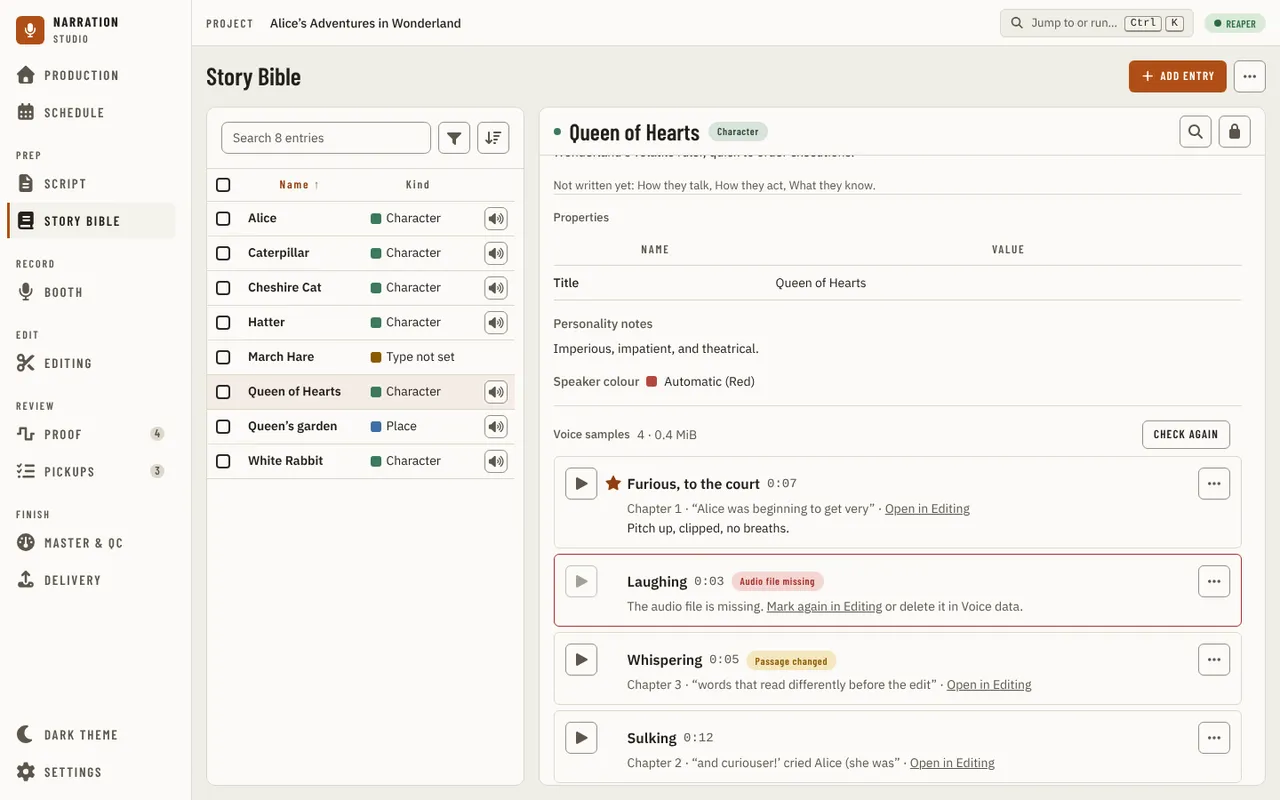 NARRATION
STUDIO
PRODUCTION
SCHEDULE
PREP
SCRIPT
STORY BIBLE
RECORD
BOOTH
EDIT
EDITING
REVIEW
PROOF 4
PICKUPS 3
FINISH
MASTER & QC
DELIVERY
DARK THEME
SETTINGS
PROJECT Alice’s Adventures in Wonderland
Jump to or run… Ctrl K
REAPER
Story Bible
ADD ENTRY
Search 8 entries
Name ↑ Kind
Alice Character
Caterpillar Character
Cheshire Cat Character
Hatter Character
March Hare Type not set
Queen of Hearts Character
Queen’s garden Place
White Rabbit Character
Queen of Hearts Character
Wonderland’s volatile ruler, quick to order executions.
Not written yet: How they talk, How they act, What they know.
Properties
NAME VALUE
Title Queen of Hearts
Personality notes
Imperious, impatient, and theatrical.
Speaker colour Automatic (Red)
Voice samples 4 · 0.4 MiB
CHECK AGAIN
Furious, to the court 0:07
Chapter 1 · “Alice was beginning to get very” · Open in Editing
Pitch up, clipped, no breaths.
Laughing 0:03 Audio file missing
The audio file is missing. Mark again in Editing or delete it in Voice data.
Whispering 0:05 Passage changed
Chapter 3 · “words that read differently before the edit” · Open in Editing
Sulking 0:12
Chapter 2 · “and curiouser!’ cried Alice (she was” · Open in Editing